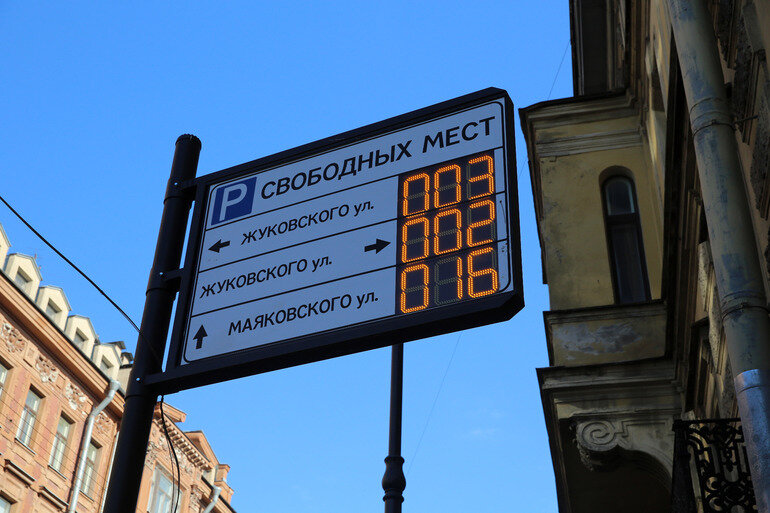 P СВОБОДНЫХ МЕСТ
ЖУКОВСКОГО ул. 003
ЖУКОВСКОГО ул. 002
МАЯКОВСКОГО ул. 016